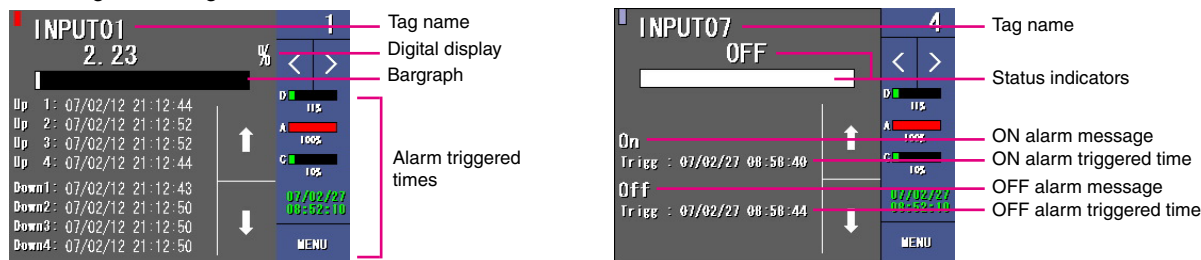 INPUT01
2.23 %
Up 1: 07/02/12 21:12:44
Up 2: 07/02/12 21:12:52
Up 3: 07/02/12 21:12:52
Up 4: 07/02/12 21:12:44
Down1: 07/02/12 21:12:43
Down2: 07/02/12 21:12:50
Down3: 07/02/12 21:12:50
Down4: 07/02/12 21:12:50
1
< >
D
11%
A
100%
C
10%
07/02/27
08:52:10
MENU
Tag name
Digital display
Bargraph
Alarm triggered
times
INPUT07
OFF
On
Trigg : 07/02/27 08:58:40
Off
Trigg : 07/02/27 08:58:44
4
< >
D
11%
A
100%
C
10%
07/02/27
MENU
Tag name
Status indicators
ON alarm message
ON alarm triggered time
OFF alarm message
OFF alarm triggered time